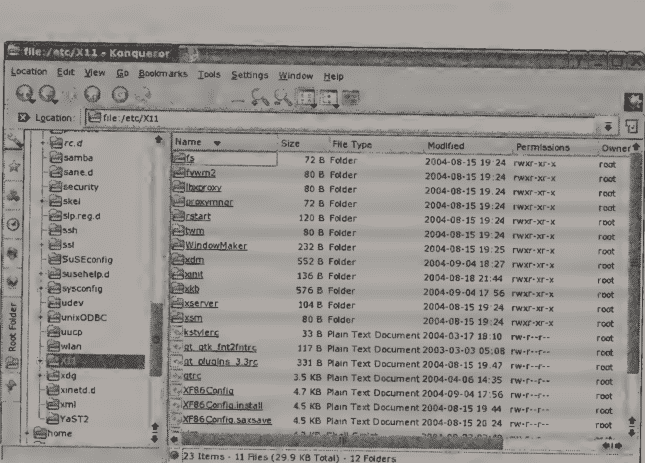 file:/etc/X11 - Konqueror
Location Edit View Go Bookmarks Tools Settings Window Help
Location: file:/etc/X11
Name Size File Type Modified Permissions Owner
rc.d
samba
sane.d
security
skel
slp.reg.d
ssh
ssl
SuSEconfig
susehelp.d
sysconfig
udev
unixODBC
uucp
wlan
X11
xdg
xinetd.d
xml
YaST2
home
Root Folder
fs 72 B Folder 2004-08-15 19 24 rwxr-xr-x root
fvwm2 80 B Folder 2004-08-15 19 24 rwxr-xr-x root
lbxproxy 80 B Folder 2004-08-15 19:24 rwxr-xr-x root
proxymngr 72 B Folder 2004-08-15 19:24 rwxr-xr-x root
rstart 120 B Folder 2004-08-15 19 24 rwxr-xr-x root
twm 80 B Folder 2004-08-15 19:24 rwxr-xr-x root
WindowMaker 232 B Folder 2004-08-15 19:25 rwxr-xr-x root
xdm 552 B Folder 2004-09-04 18:27 rwxr-xr-x root
xinit 136 B Folder 2004-08-18 21:44 rwxr-xr-x root
xkb 576 B Folder 2004-09-04 17 56 rwxr-xr-x root
xserver 104 B Folder 2004-08-15 19:24 rwxr-xr-x root
xsm 80 B Folder 2004-08-15 19:24 rwxr-xr-x root
kstylerc 33 B Plain Text Document 2004-03-17 18:10 rw-r--r-- root
qt_gtk_fnt2fntrc 117 B Plain Text Document 2003-03-03 05:08 rw-r--r-- root
qt_plugins_3.3rc 331 B Plain Text Document 2004-08-15 19.47 rw-r--r-- root
qtrc 3.5 KB Plain Text Document 2004-04-06 14:35 rw-r--r-- root
XF86Config 4.7 KB Plain Text Document 2004-09-04 17:56 rw-r--r-- root
XF86Config.install 4.5 KB Plain Text Document 2004-08-15 19 44 rw-r--r-- root
XF86Config.saxsave 4.5 KB Plain Text Document 2004-08-15 20 24 rw-r--r-- root
23 Items - 11 Files (29.9 KB Total) - 12 Folders